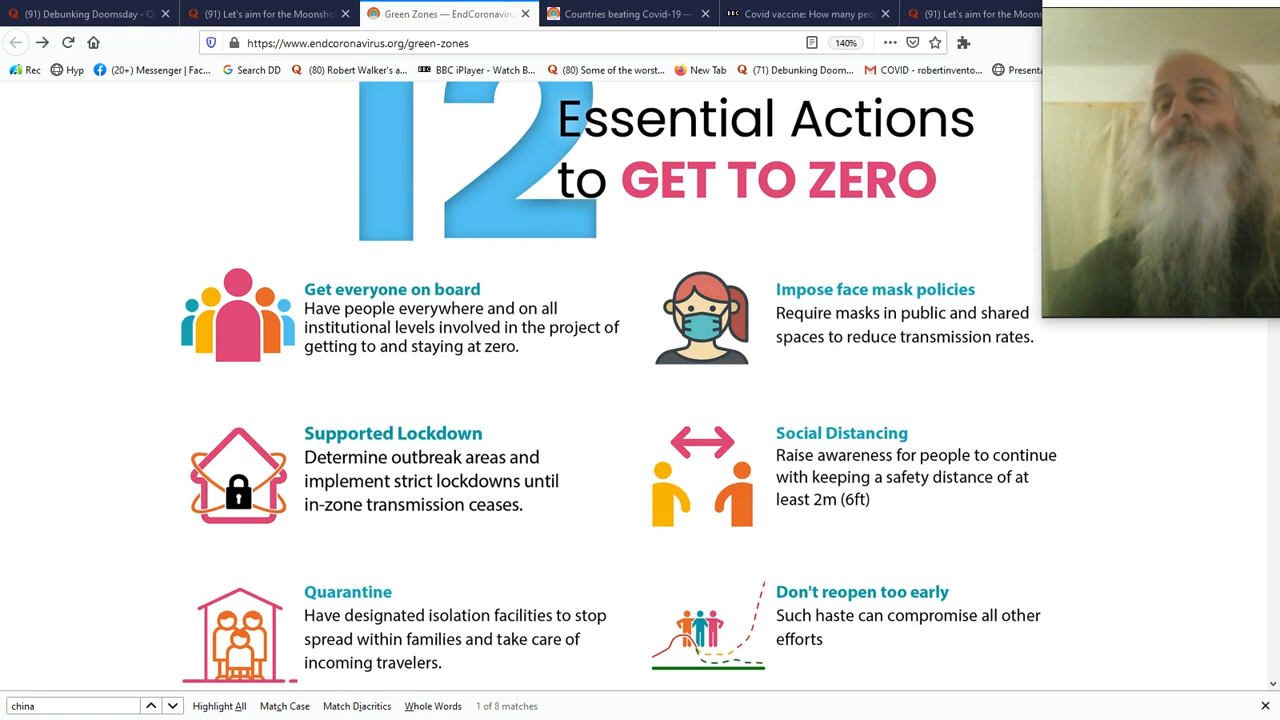 (91) Debunking Doomsday - Q
(91) Let's aim for the Moonsho
Green Zones — EndCoronaviru
Countries beating Covid-19 —
Covid vaccine: How many peo
(91) Let's aim for the Moons
https://www.endcoronavirus.org/green-zones
140%
Rec
Hyp
(20+) Messenger | Fac...
Search DD
(80) Robert Walker's a...
BBC
BBC iPlayer - Watch B...
(80) Some of the worst...
New Tab
(71) Debunking Doom...
COVID - robertinvento...
Presenta
12
Essential Actions
to GET TO ZERO
Get everyone on board
Have people everywhere and on all
institutional levels involved in the project of
getting to and staying at zero.
Impose face mask policies
Require masks in public and shared
spaces to reduce transmission rates.
Supported Lockdown
Determine outbreak areas and
implement strict lockdowns until
in-zone transmission ceases.
Social Distancing
Raise awareness for people to continue
with keeping a safety distance of at
least 2m (6ft)
Quarantine
Have designated isolation facilities to stop
spread within families and take care of
incoming travelers.
Don't reopen too early
Such haste can compromise all other
efforts
china
Highlight All
Match Case
Match Diacritics
Whole Words
1 of 8 matches